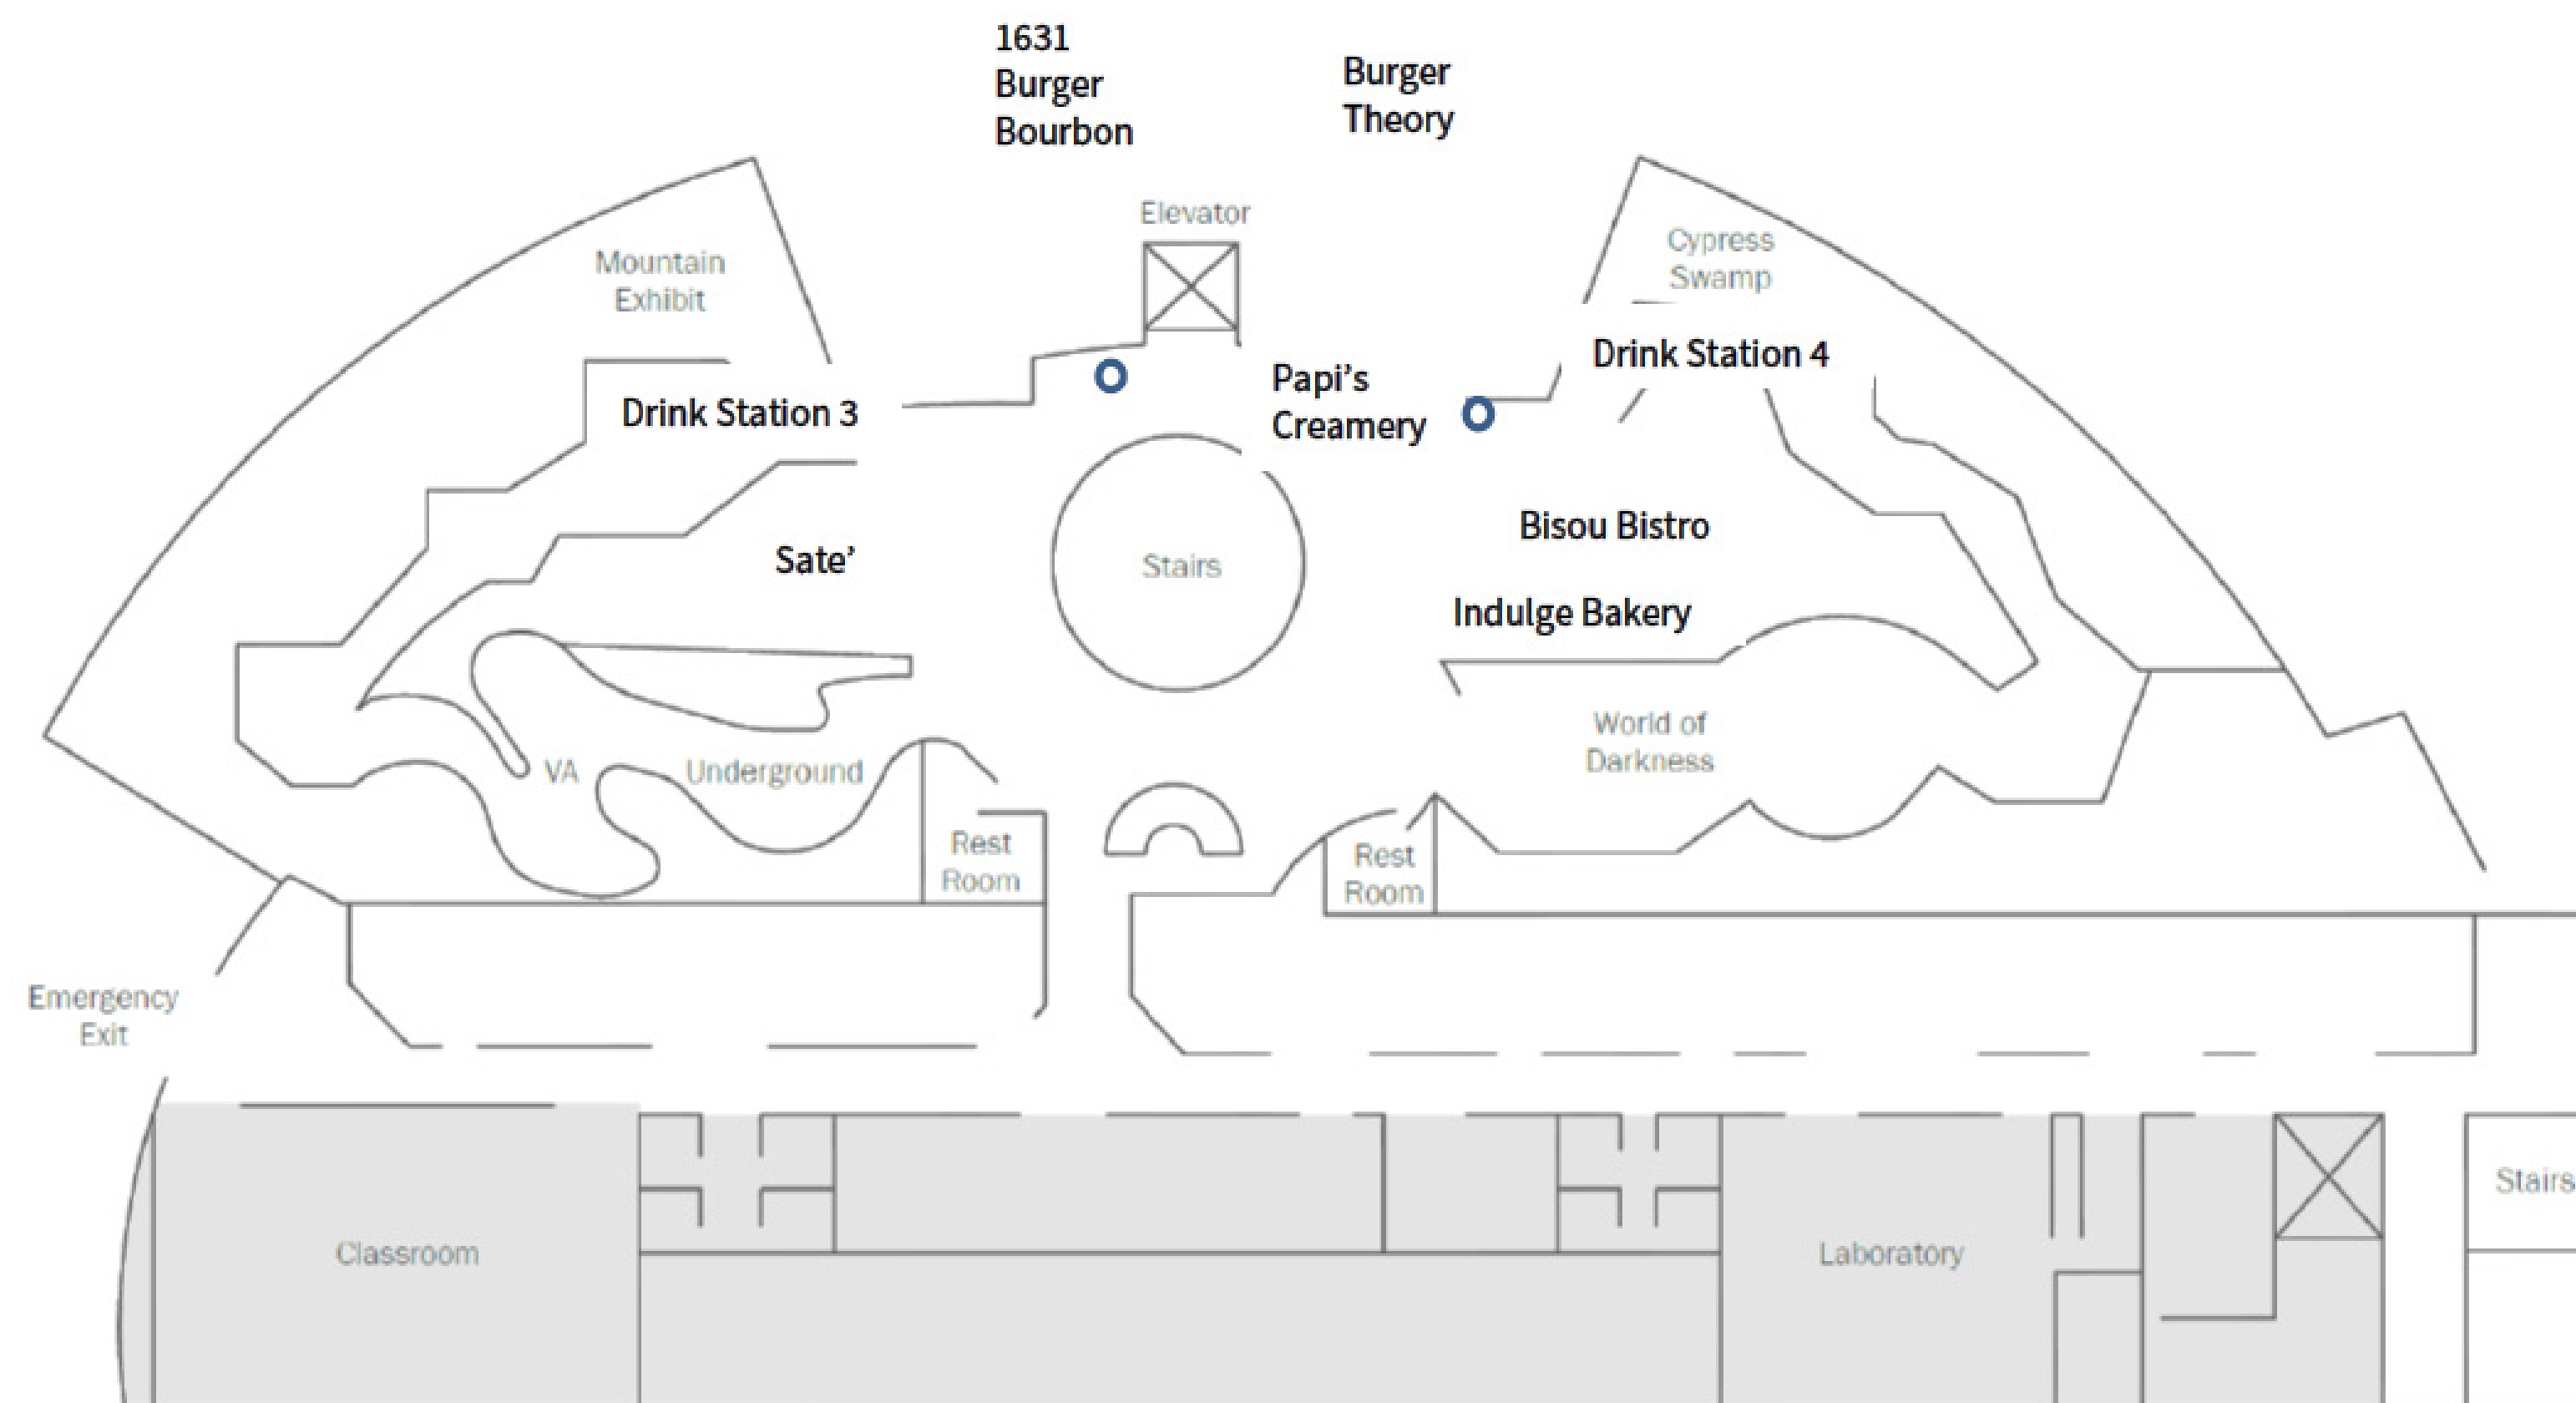 1631
Burger
Bourbon
Burger
Theory
Elevator
Mountain
Exhibit
Cypress
Swamp
Drink Station 3
Papi’s
Creamery
Drink Station 4
Sate’
Stairs
Bisou Bistro
Indulge Bakery
VA Underground
World of
Darkness
Rest
Room
Rest
Room
Emergency
Exit
Classroom
Laboratory
Stairs